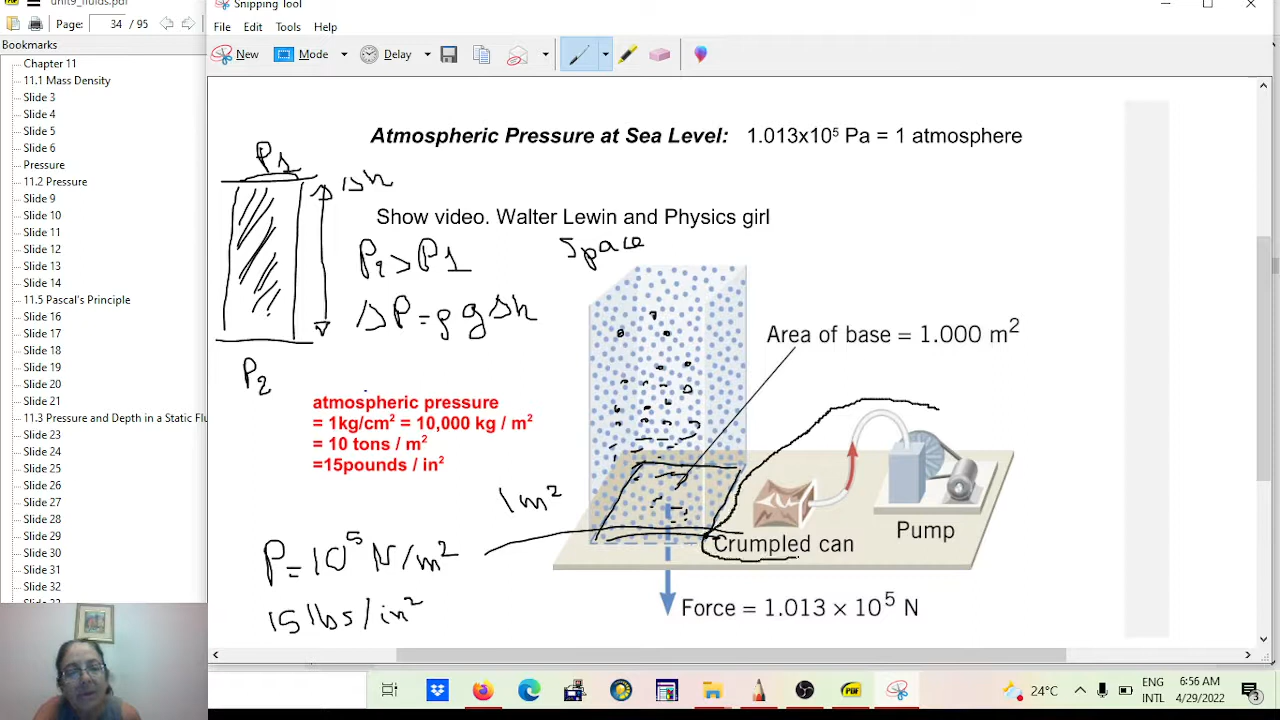 unit9_fluids.pdf
Snipping Tool
Page: 34 / 95
File Edit Tools Help
Bookmarks
New Mode Delay
Chapter 11
11.1 Mass Density
Slide 3
Slide 4
Slide 5
Slide 6
Pressure
11.2 Pressure
Slide 9
Slide 10
Slide 11
Slide 12
Slide 13
Slide 14
11.5 Pascal's Principle
Slide 16
Slide 17
Slide 18
Slide 19
Slide 20
Slide 21
11.3 Pressure and Depth in a Static Flu
Slide 23
Slide 24
Slide 25
Slide 26
Slide 27
Slide 28
Slide 29
Slide 30
Slide 31
Slide 32
Atmospheric Pressure at Sea Level: 1.013x10⁵ Pa = 1 atmosphere
P1
Δh
Show video. Walter Lewin and Physics girl
Space
P₂>P1
ΔP=ρgΔh
P2
Area of base = 1.000 m²
atmospheric pressure
= 1kg/cm² = 10,000 kg / m²
= 10 tons / m²
=15pounds / in²
1m²
Crumpled can
Pump
P=10⁵ N/m²
15 lbs/in²
Force = 1.013 × 10⁵ N
24°C
ENG
INTL
6:56 AM
4/29/2022
3